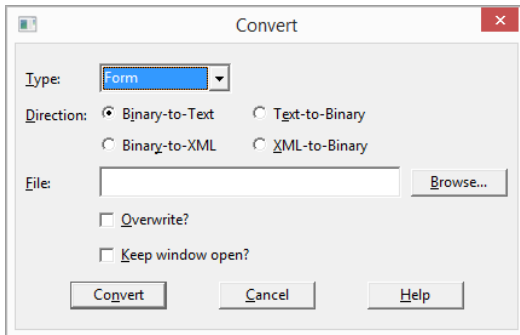 Convert
Type: Form
Direction: Binary-to-Text Text-to-Binary
Binary-to-XML XML-to-Binary
File: Browse...
Overwrite?
Keep window open?
Convert Cancel Help